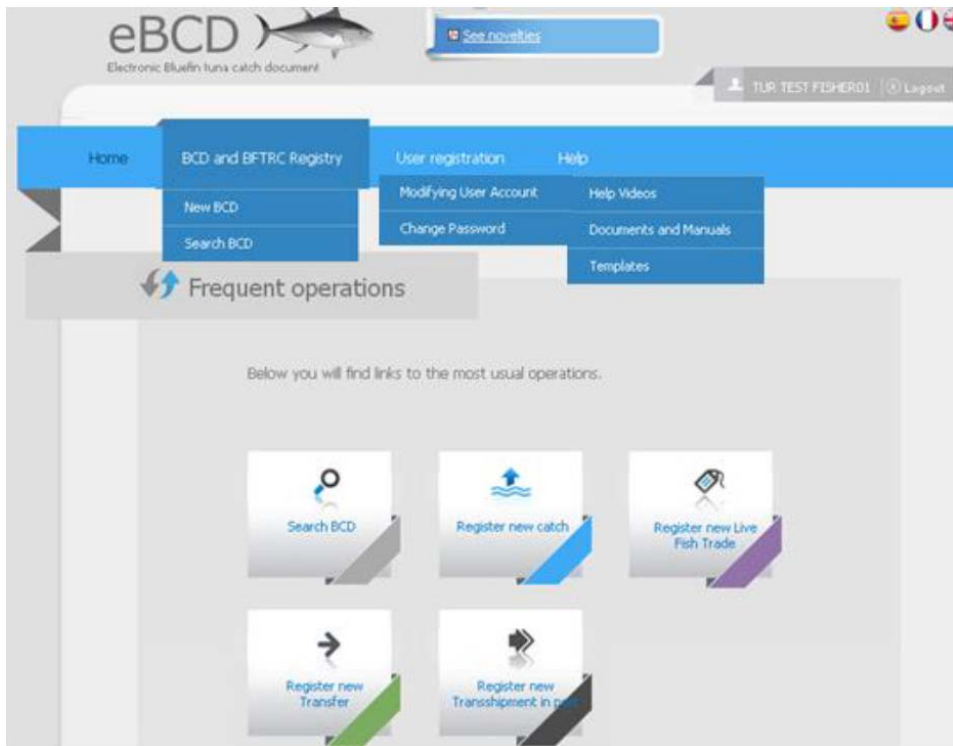 eBCD
Electronic Bluefin tuna catch document
See novelties
TUR TEST FISHER01 Logout
Home BCD and BFTRC Registry User registration Help
New BCD
Search BCD
Modifying User Account
Change Password
Help Videos
Documents and Manuals
Templates
Frequent operations
Below you will find links to the most usual operations.
Search BCD
Register new catch
Register new Live
Fish Trade
Register new
Transfer
Register new
Transshipment in